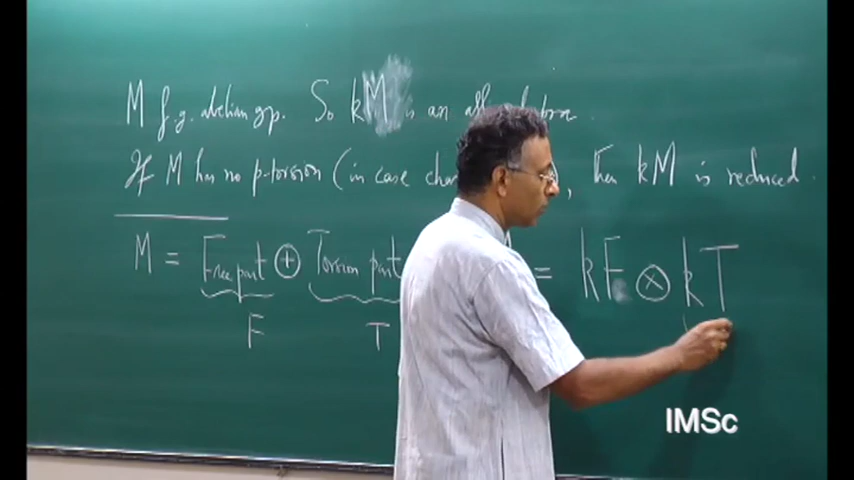 M f.g. abelian gp. So kM is an
If M has no p-torsion (in case , then kM is reduced.
M = Free part ⊕ Torsion part = kF ⊗ kT
F T
IMSc